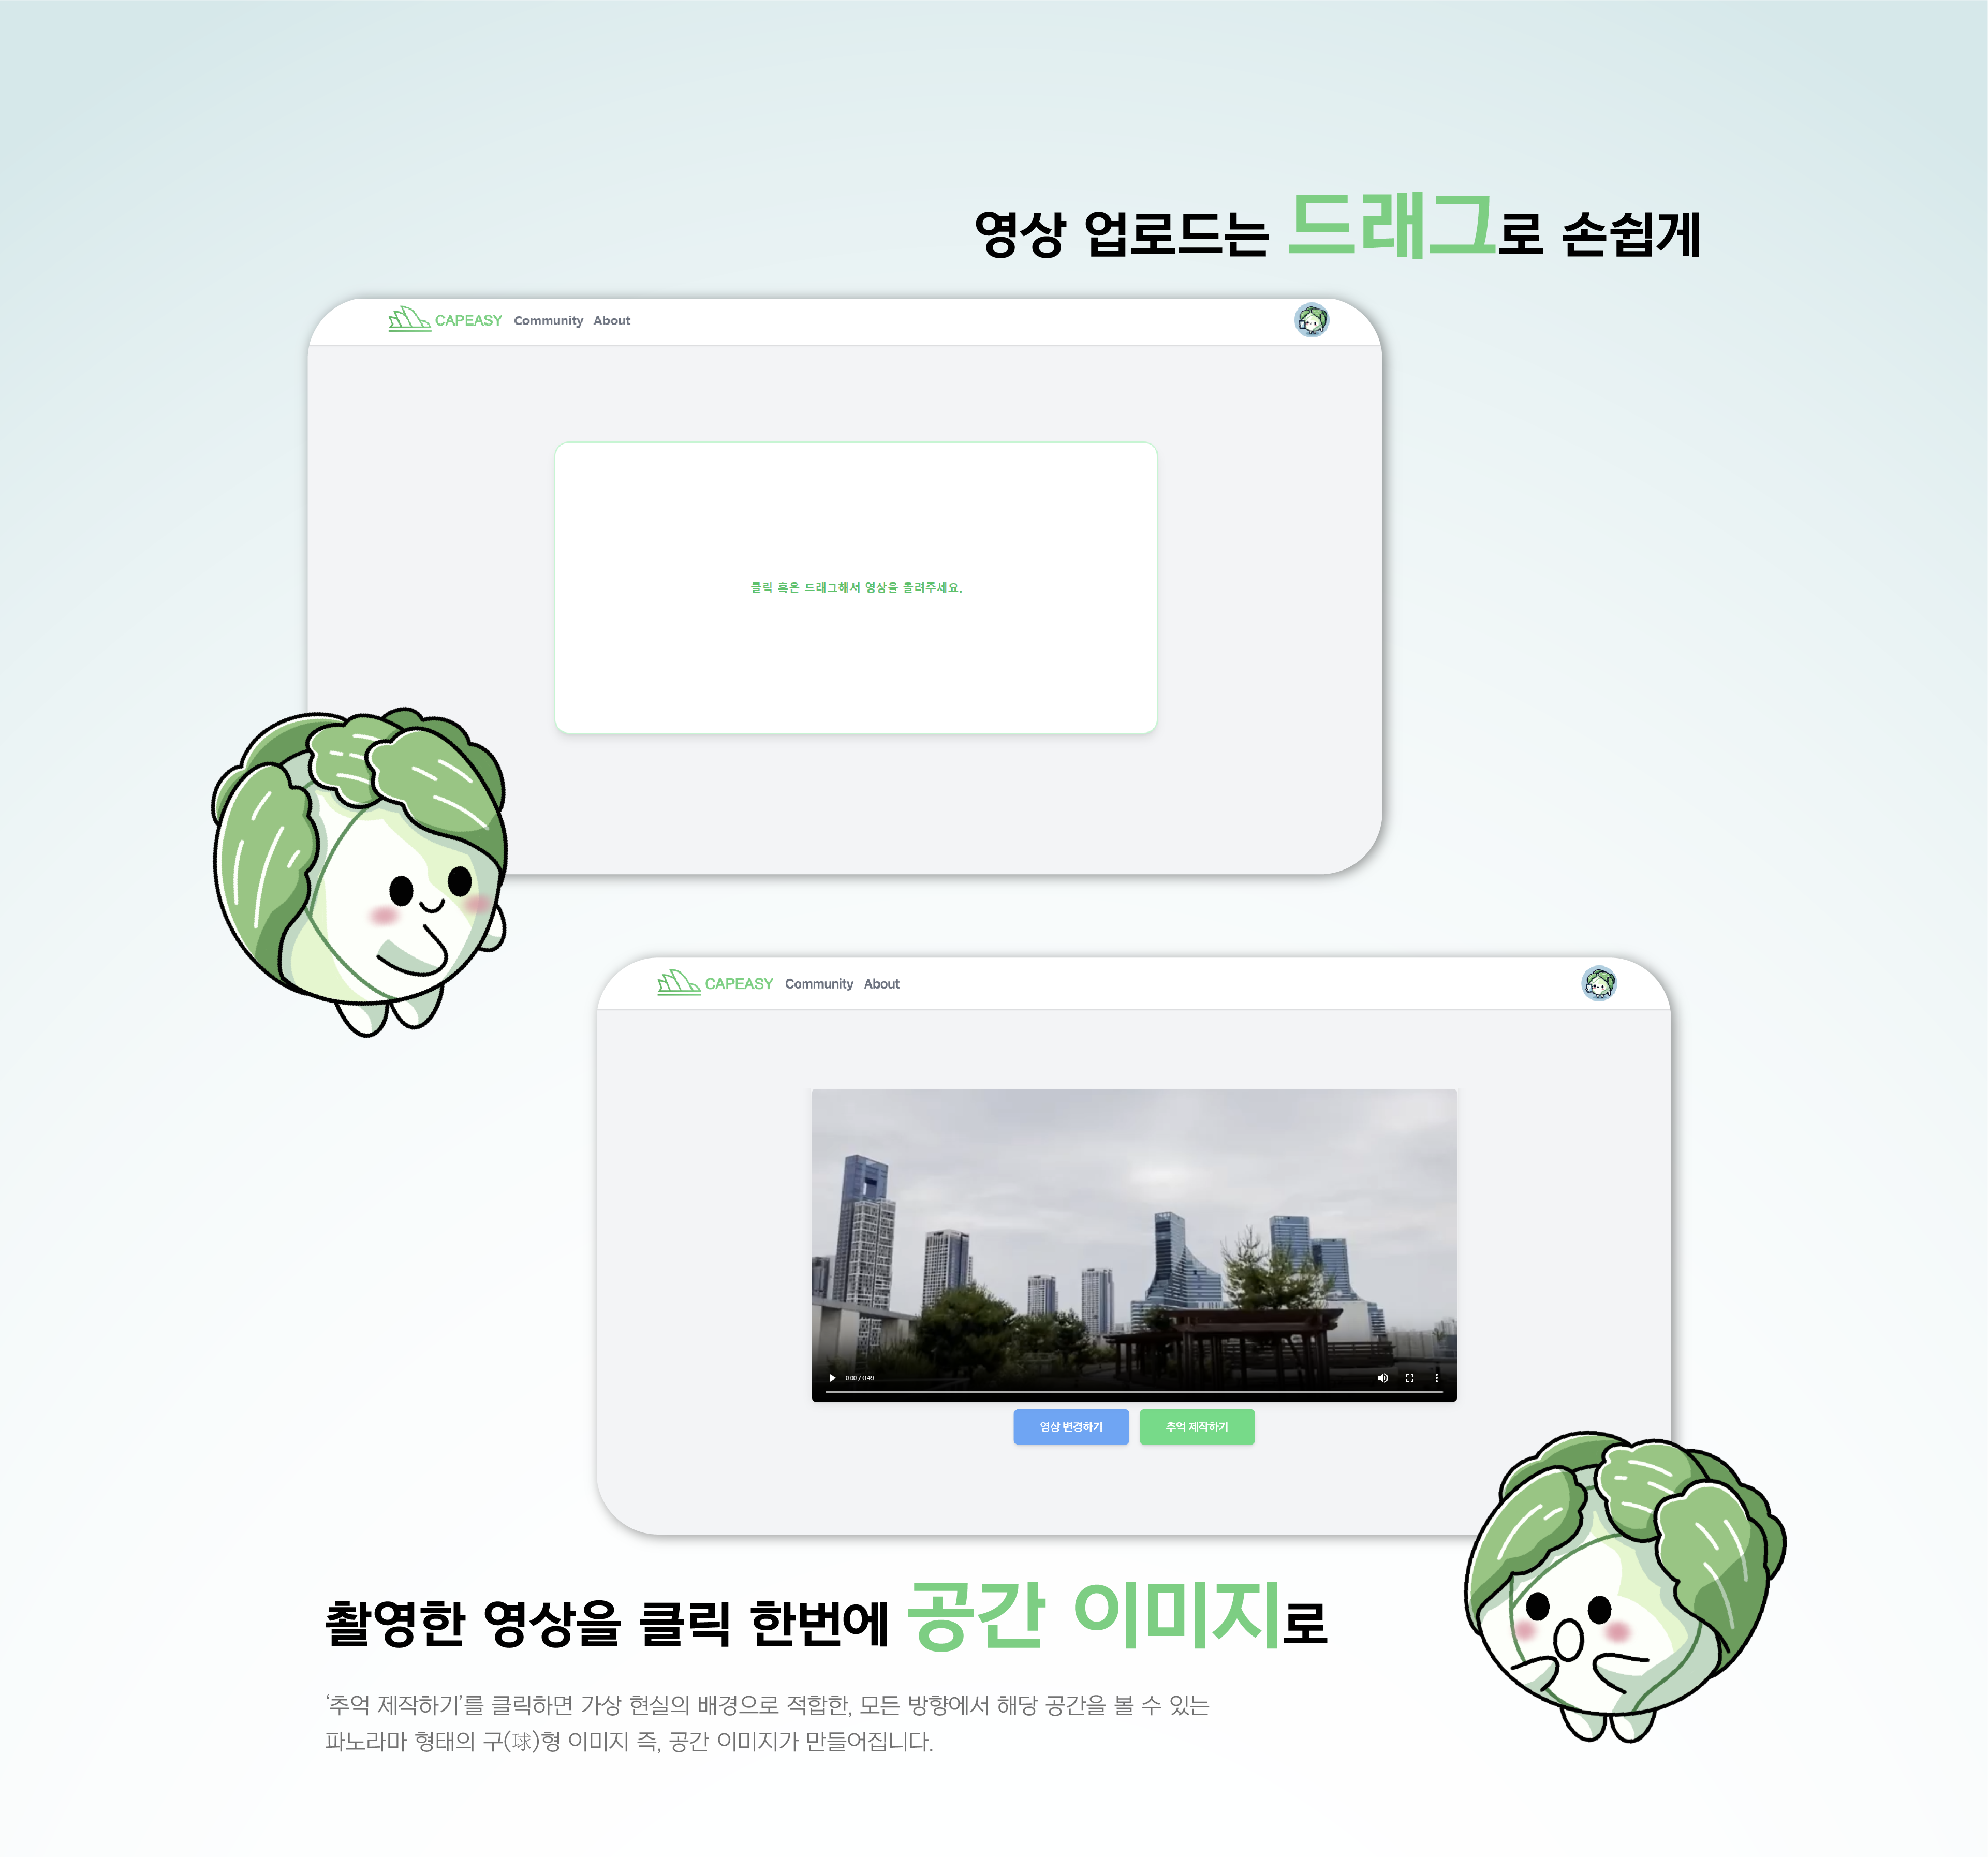 영상 업로드는 드래그로 손쉽게
CAPEASY Community About
클릭 혹은 드래그해서 영상을 올려주세요.
CAPEASY Community About
0:00 / 0:49
영상 변경하기 추억 제작하기
촬영한 영상을 클릭 한번에 공간 이미지로
‘추억 제작하기’를 클릭하면 가상 현실의 배경으로 적합한, 모든 방향에서 해당 공간을 볼 수 있는
파노라마 형태의 구(球)형 이미지 즉, 공간 이미지가 만들어집니다.